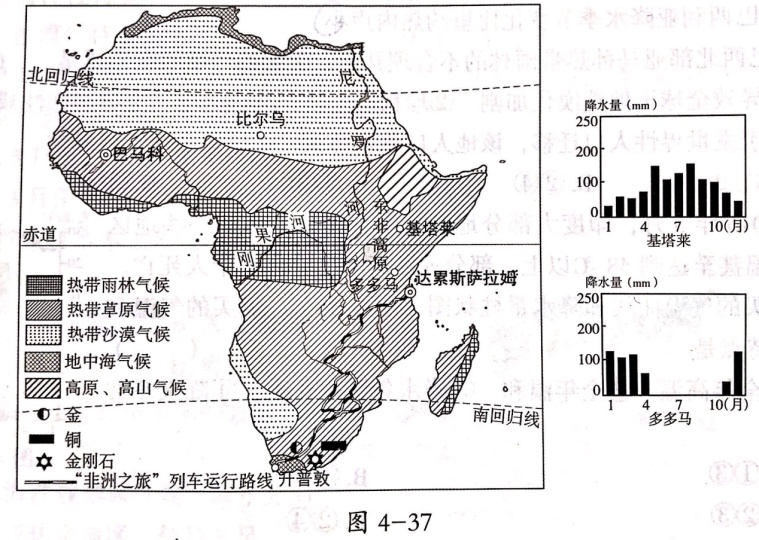 北回归线
尼
罗
河
比尔乌
巴马科
东
非
高
原
基塔莱
刚
果
河
赤道
多多马
达累斯萨拉姆
热带雨林气候
热带草原气候
热带沙漠气候
地中海气候
高原、高山气候
金
铜
金刚石
“非洲之旅”列车运行路线
开普敦
南回归线
降水量(mm)
250
200
100
0
1 4 7 10(月)
基塔莱
降水量(mm)
250
200
100
0
1 4 7 10(月)
多多马
图 4-37